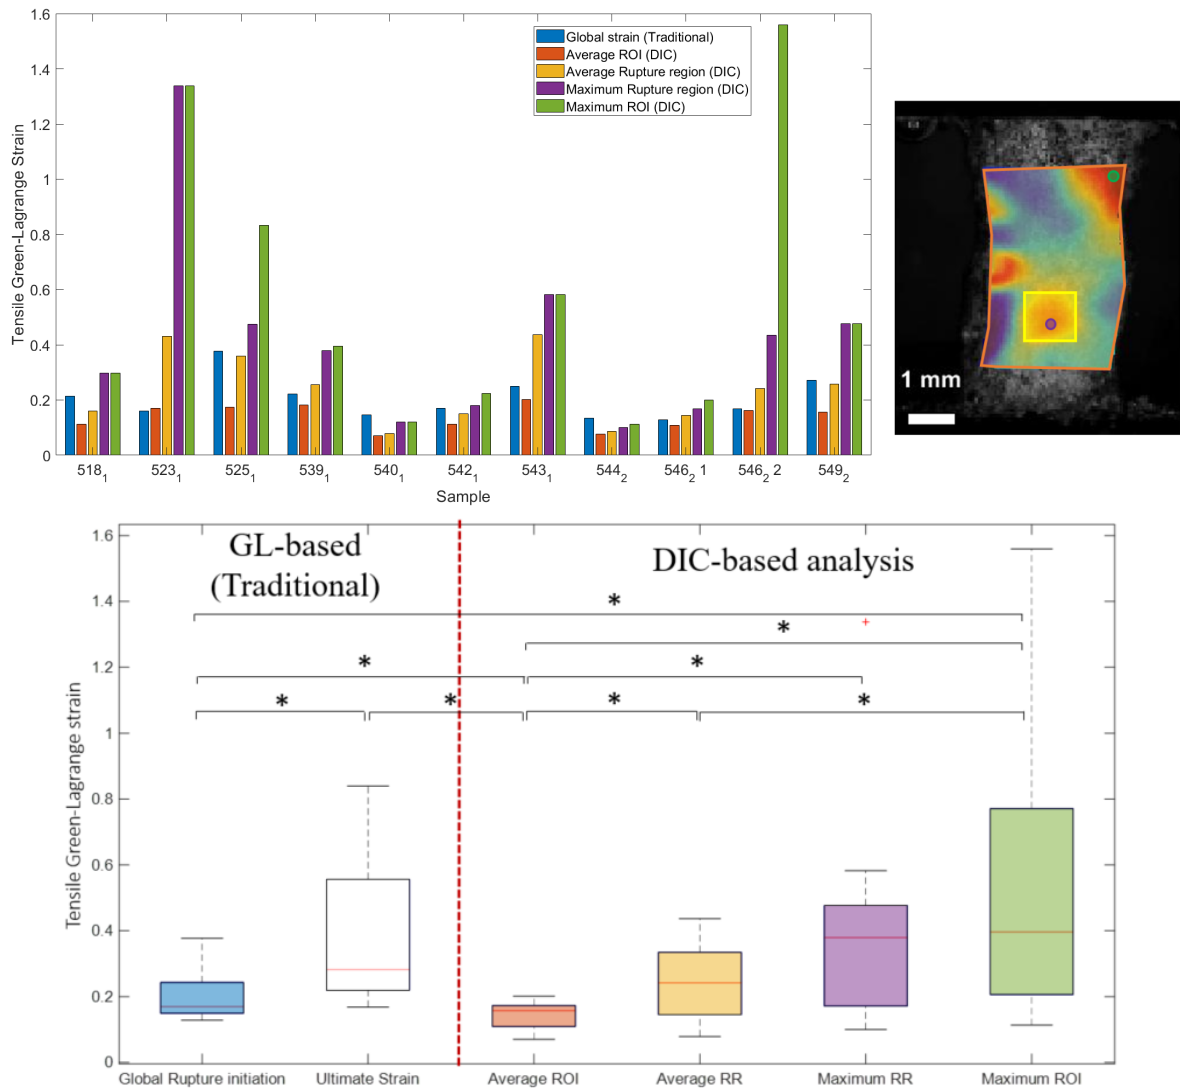 1.6
1.4
1.2
1
0.8
0.6
0.4
0.2
0
Tensile Green-Lagrange Strain
Global strain (Traditional)
Average ROI (DIC)
Average Rupture region (DIC)
Maximum Rupture region (DIC)
Maximum ROI (DIC)
518₁ 523₁ 525₁ 539₁ 540₁ 542₁ 543₁ 544₂ 546₂ 1 546₂ 2 549₂
Sample
1 mm
1.6
1.4
1.2
1
0.8
0.6
0.4
0.2
0
Tensile Green-Lagrange strain
GL-based
(Traditional)
DIC-based analysis
*
*
* *
* * * *
Global Rupture initiation Ultimate Strain Average ROI Average RR Maximum RR Maximum ROI